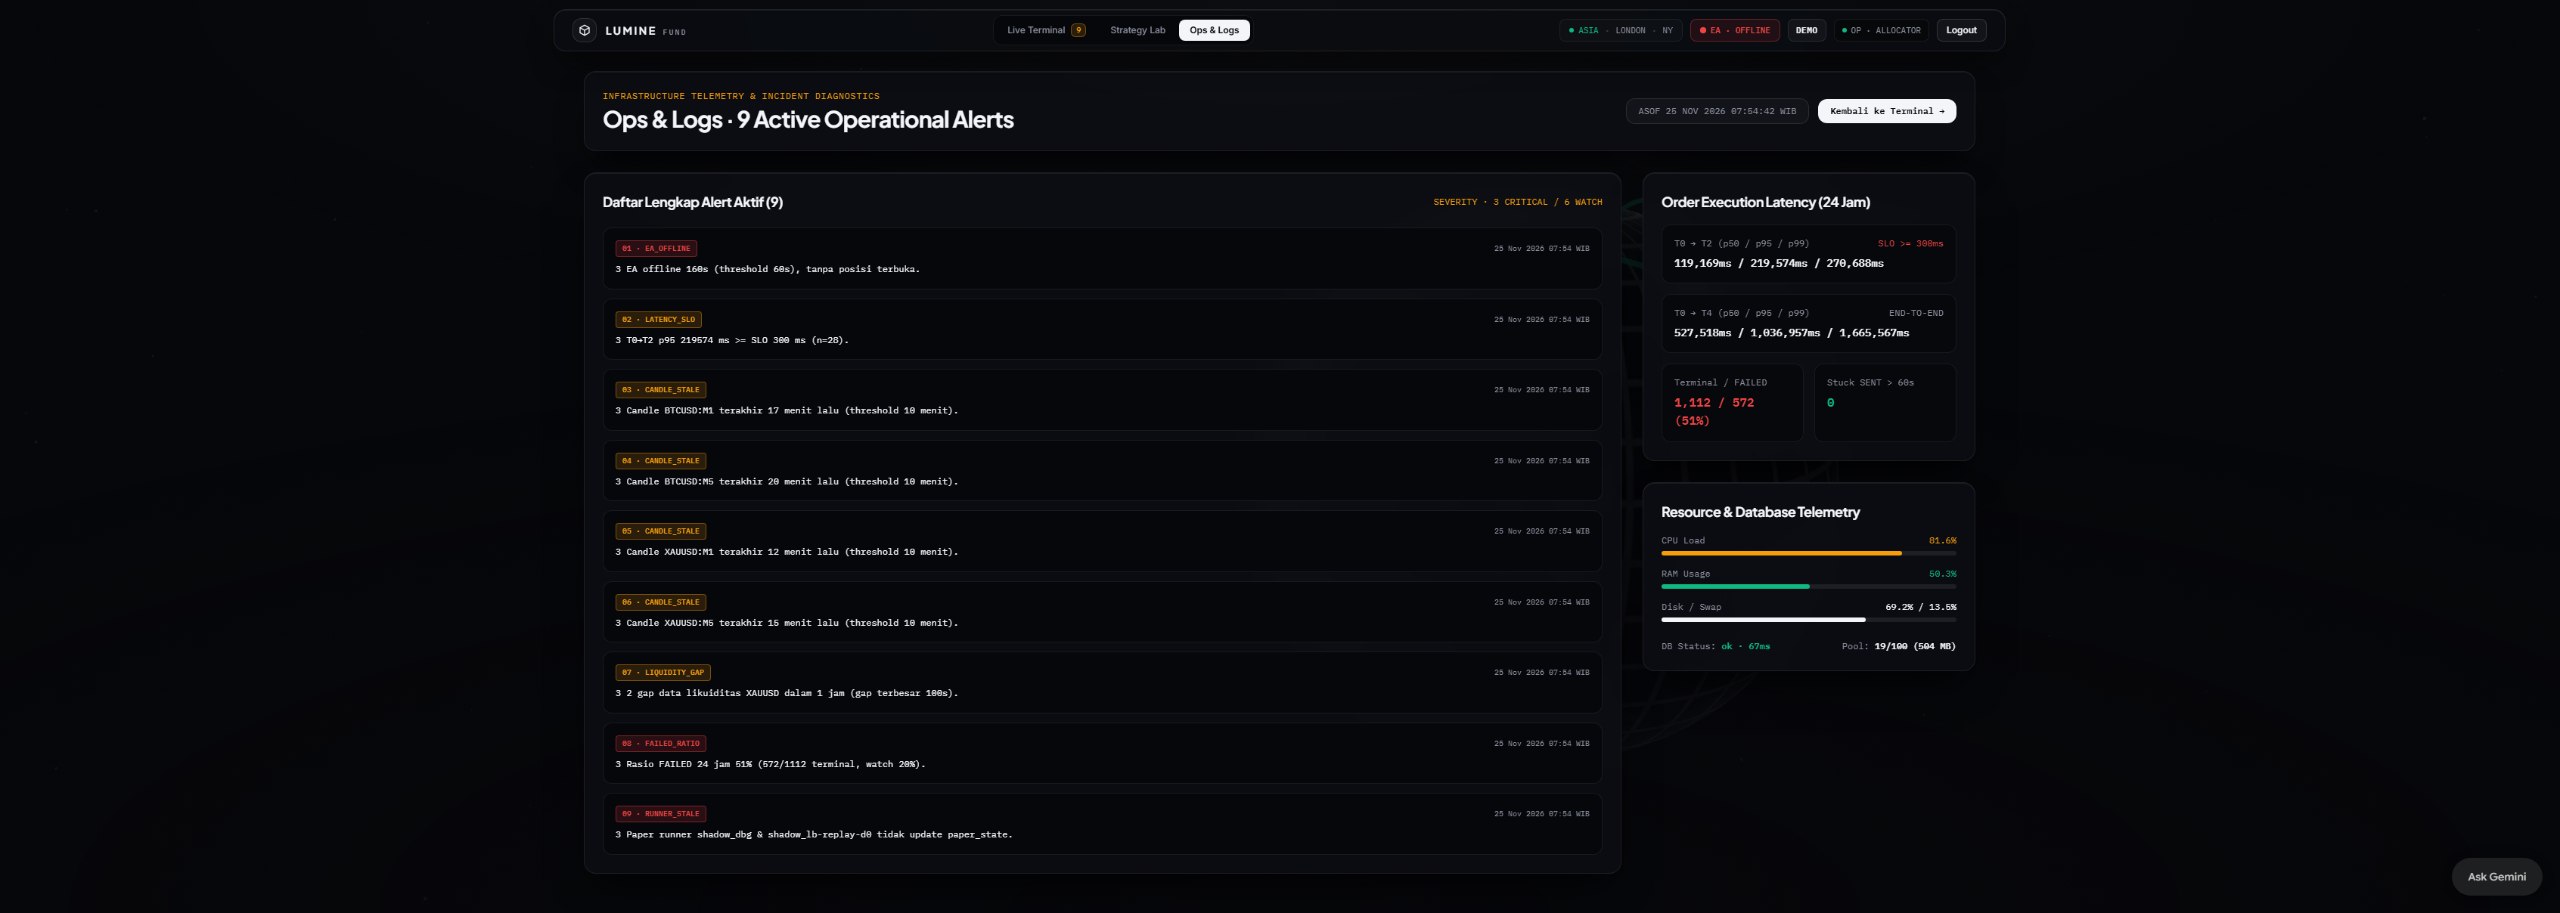 LUMINE FUND
Live Terminal 9
Strategy Lab
Ops & Logs
ASIA · LONDON · NY
EA · OFFLINE
DEMO
OP · ALLOCATOR
Logout
INFRASTRUCTURE TELEMETRY & INCIDENT DIAGNOSTICS
Ops & Logs · 9 Active Operational Alerts
ASOF 25 NOV 2026 07:54:42 WIB
Kembali ke Terminal →
Daftar Lengkap Alert Aktif (9)
SEVERITY · 3 CRITICAL / 6 WATCH
01 · EA_OFFLINE
25 Nov 2026 07:54 WIB
3 EA offline 160s (threshold 60s), tanpa posisi terbuka.
02 · LATENCY_SLO
25 Nov 2026 07:54 WIB
3 T0→T2 p95 219574 ms >= SLO 300 ms (n=28).
03 · CANDLE_STALE
25 Nov 2026 07:54 WIB
3 Candle BTCUSD:M1 terakhir 17 menit lalu (threshold 10 menit).
04 · CANDLE_STALE
25 Nov 2026 07:54 WIB
3 Candle BTCUSD:M5 terakhir 20 menit lalu (threshold 10 menit).
05 · CANDLE_STALE
25 Nov 2026 07:54 WIB
3 Candle XAUUSD:M1 terakhir 12 menit lalu (threshold 10 menit).
06 · CANDLE_STALE
25 Nov 2026 07:54 WIB
3 Candle XAUUSD:M5 terakhir 15 menit lalu (threshold 10 menit).
07 · LIQUIDITY_GAP
25 Nov 2026 07:54 WIB
3 2 gap data likuiditas XAUUSD dalam 1 jam (gap terbesar 100s).
08 · FAILED_RATIO
25 Nov 2026 07:54 WIB
3 Rasio FAILED 24 jam 51% (572/1112 terminal, watch 20%).
09 · RUNNER_STALE
25 Nov 2026 07:54 WIB
3 Paper runner shadow_dbg & shadow_lb-replay-d0 tidak update paper_state.
Order Execution Latency (24 Jam)
T0 → T2 (p50 / p95 / p99)
SLO >= 300ms
119,169ms / 219,574ms / 270,688ms
T0 → T4 (p50 / p95 / p99)
END-TO-END
527,518ms / 1,036,957ms / 1,665,567ms
Terminal / FAILED
1,112 / 572
(51%)
Stuck SENT > 60s
0
Resource & Database Telemetry
CPU Load
81.6%
RAM Usage
50.3%
Disk / Swap
69.2% / 13.5%
DB Status: ok · 67ms
Pool: 19/100 (504 MB)
Ask Gemini